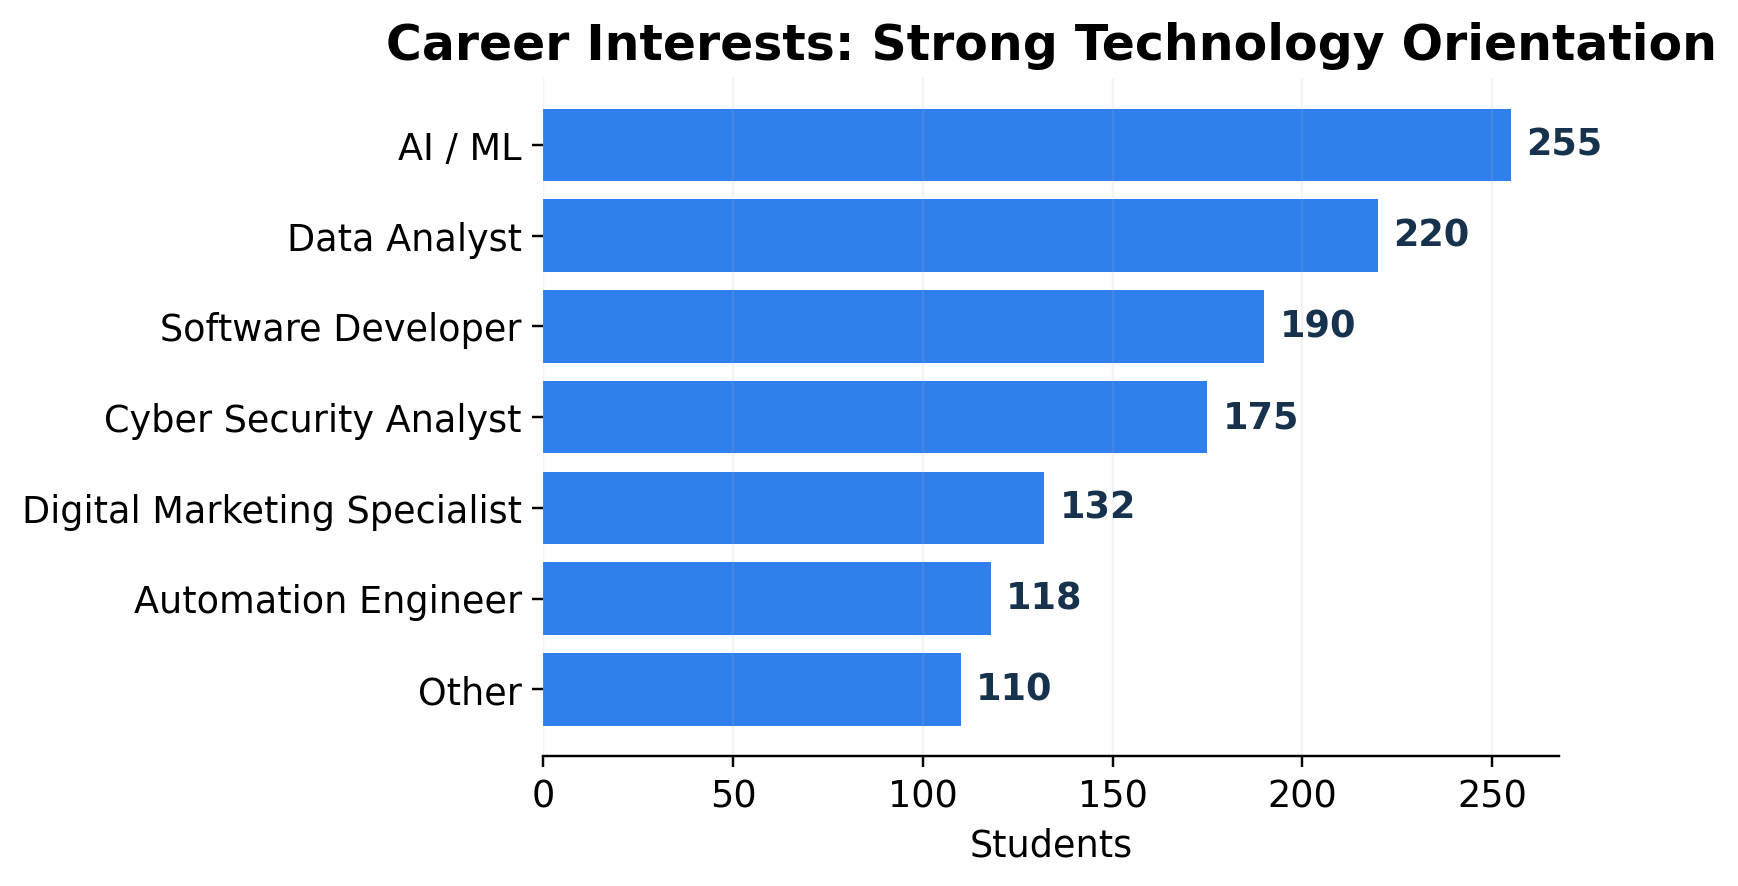 Career Interests: Strong Technology Orientation
AI / ML 255
Data Analyst 220
Software Developer 190
Cyber Security Analyst 175
Digital Marketing Specialist 132
Automation Engineer 118
Other 110
0 50 100 150 200 250
Students